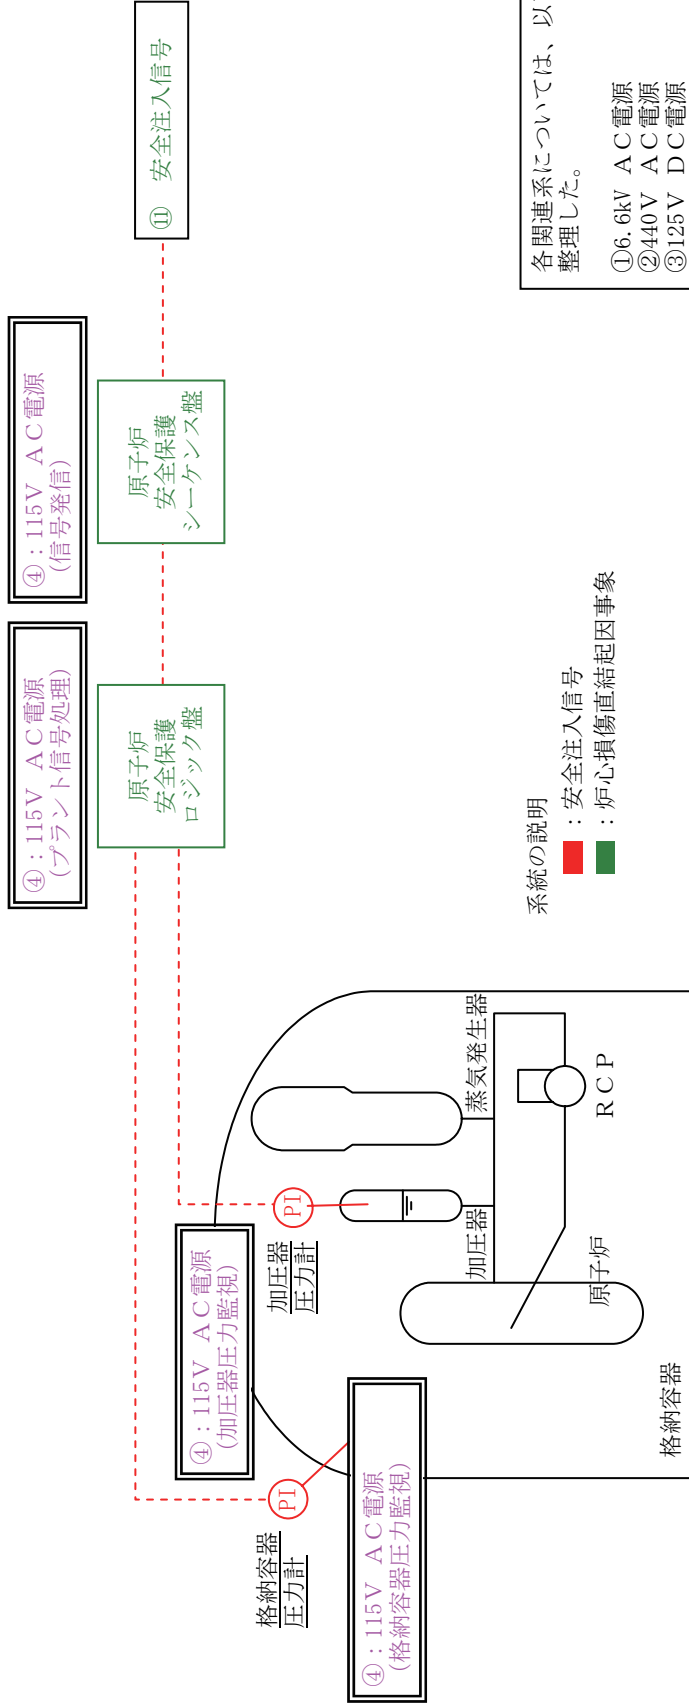 ④：115V AC電源
(格納容器圧力監視)
格納容器
圧力計
PI
④：115V AC電源
(加圧器圧力監視)
加圧器
圧力計
PI
格納容器
原子炉
加圧器
蒸気発生器
RCP
④：115V AC電源
(プラント信号処理)
原子炉
安全保護
ロジック盤
④：115V AC電源
(信号発信)
原子炉
安全保護
シーケンス盤
⑪ 安全注入信号
系統の説明
：安全注入信号
：炉心損傷直結起因事象
各関連系については、以
整理した。
①6.6kV AC電源
②440V AC電源
③125V DC電源